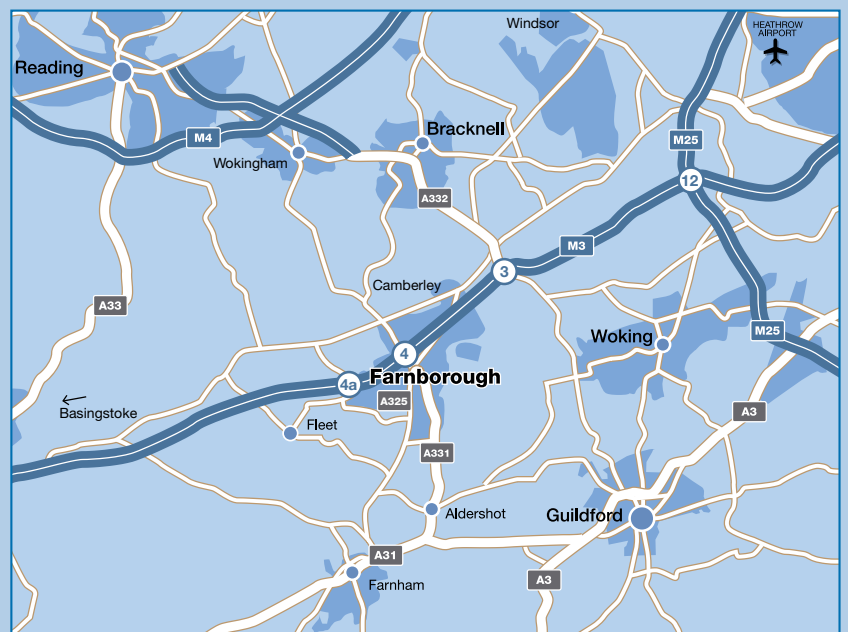 Windsor
HEATHROW
AIRPORT
Reading
Bracknell
M4
M25
Wokingham
12
A332
M3
3
Camberley
A33
M25
Woking
4
4a
Farnborough
A325
Basingstoke
A3
Fleet
A331
Aldershot
Guildford
A31
A3
Farnham